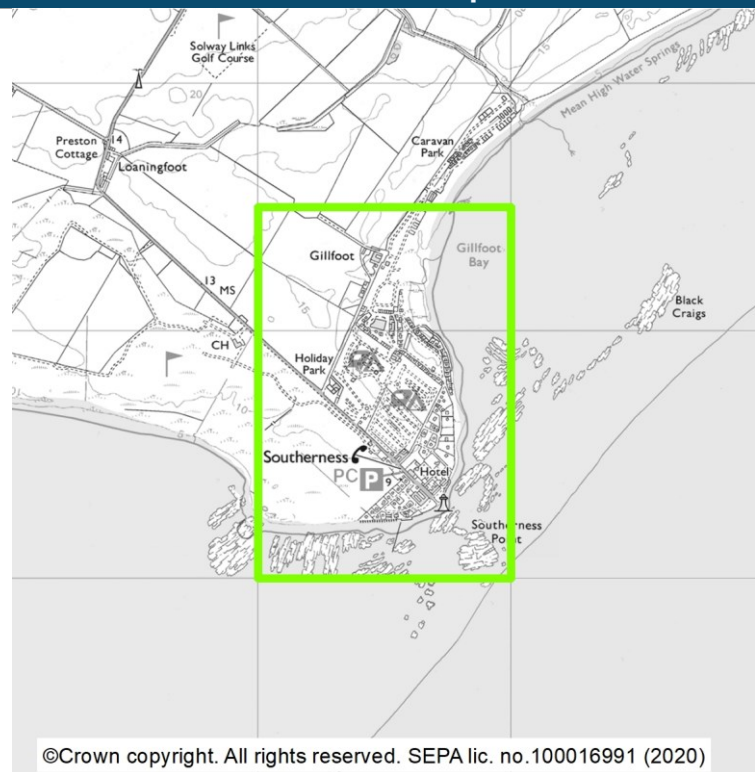 Solway Links
Golf Course
15
Mean High Water Springs
20
Preston
Cottage
14
Loaningfoot
Caravan
Park
Gillfoot
Gillfoot
Bay
13
MS
Black
Craigs
CH
Holiday
Park
10
Southerness
PC P 9
Hotel
Southerness
Point
©Crown copyright. All rights reserved. SEPA lic. no.100016991 (2020)